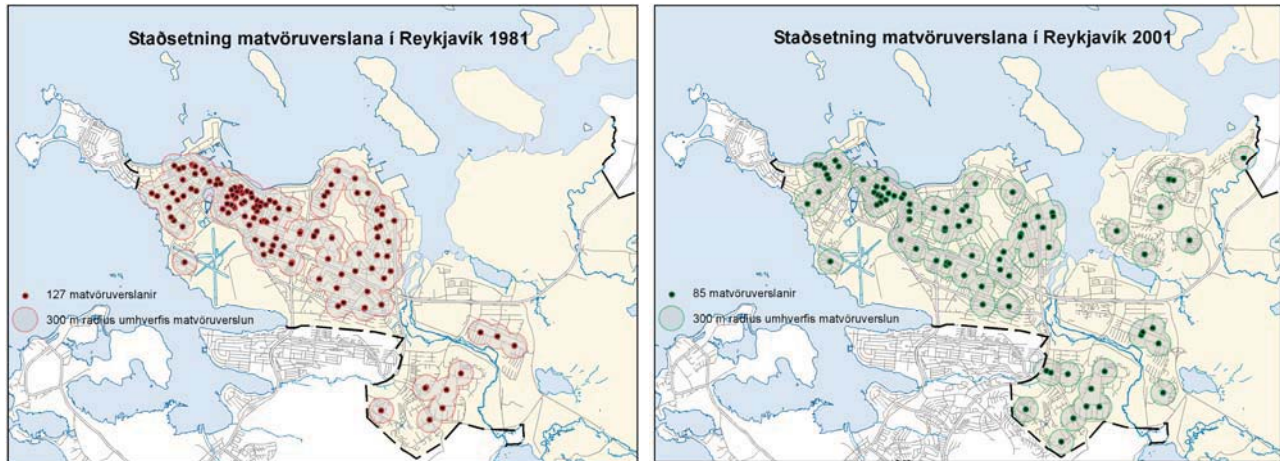 Staðsetning matvöruverslana í Reykjavík 1981
127 matvöruverslanir
300 m radíus umhverfis matvöruverslun
Staðsetning matvöruverslana í Reykjavík 2001
85 matvöruverslanir
300 m radíus umhverfis matvöruverslun